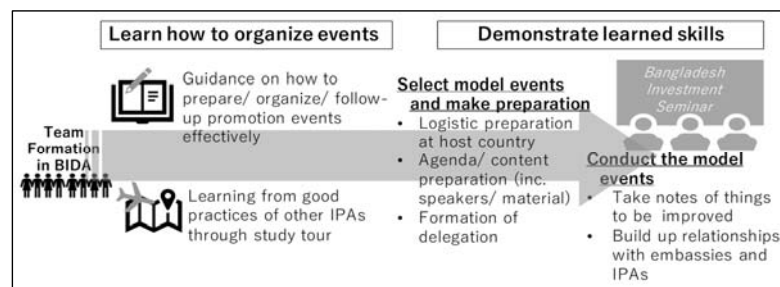 Learn how to organize events
Demonstrate learned skills
Team
Formation
in BIDA
Guidance on how to
prepare/ organize/ follow-
up promotion events
effectively
Learning from good
practices of other IPAs
through study tour
Select model events
and make preparation
• Logistic preparation
at host country
• Agenda/ content
preparation (inc.
speakers/ material)
• Formation of
delegation
Bangladesh
Investment
Seminar
Conduct the model
events
• Take notes of things
to be improved
• Build up relationships
with embassies and
IPAs